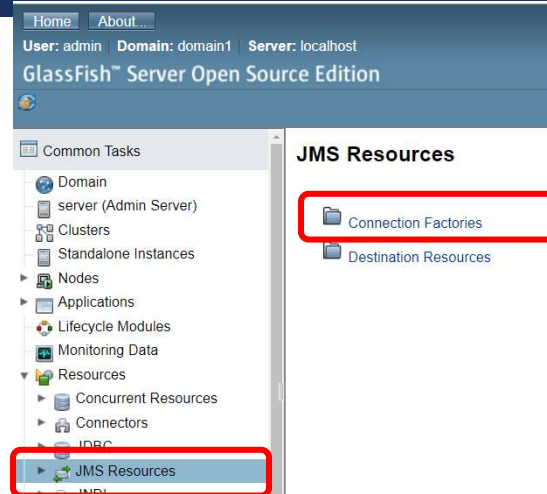 Home About...
User: admin Domain: domain1 Server: localhost
GlassFish™ Server Open Source Edition
Common Tasks
Domain
server (Admin Server)
Clusters
Standalone Instances
Nodes
Applications
Lifecycle Modules
Monitoring Data
Resources
Concurrent Resources
Connectors
JDBC
JMS Resources
JNDI
JMS Resources
Connection Factories
Destination Resources